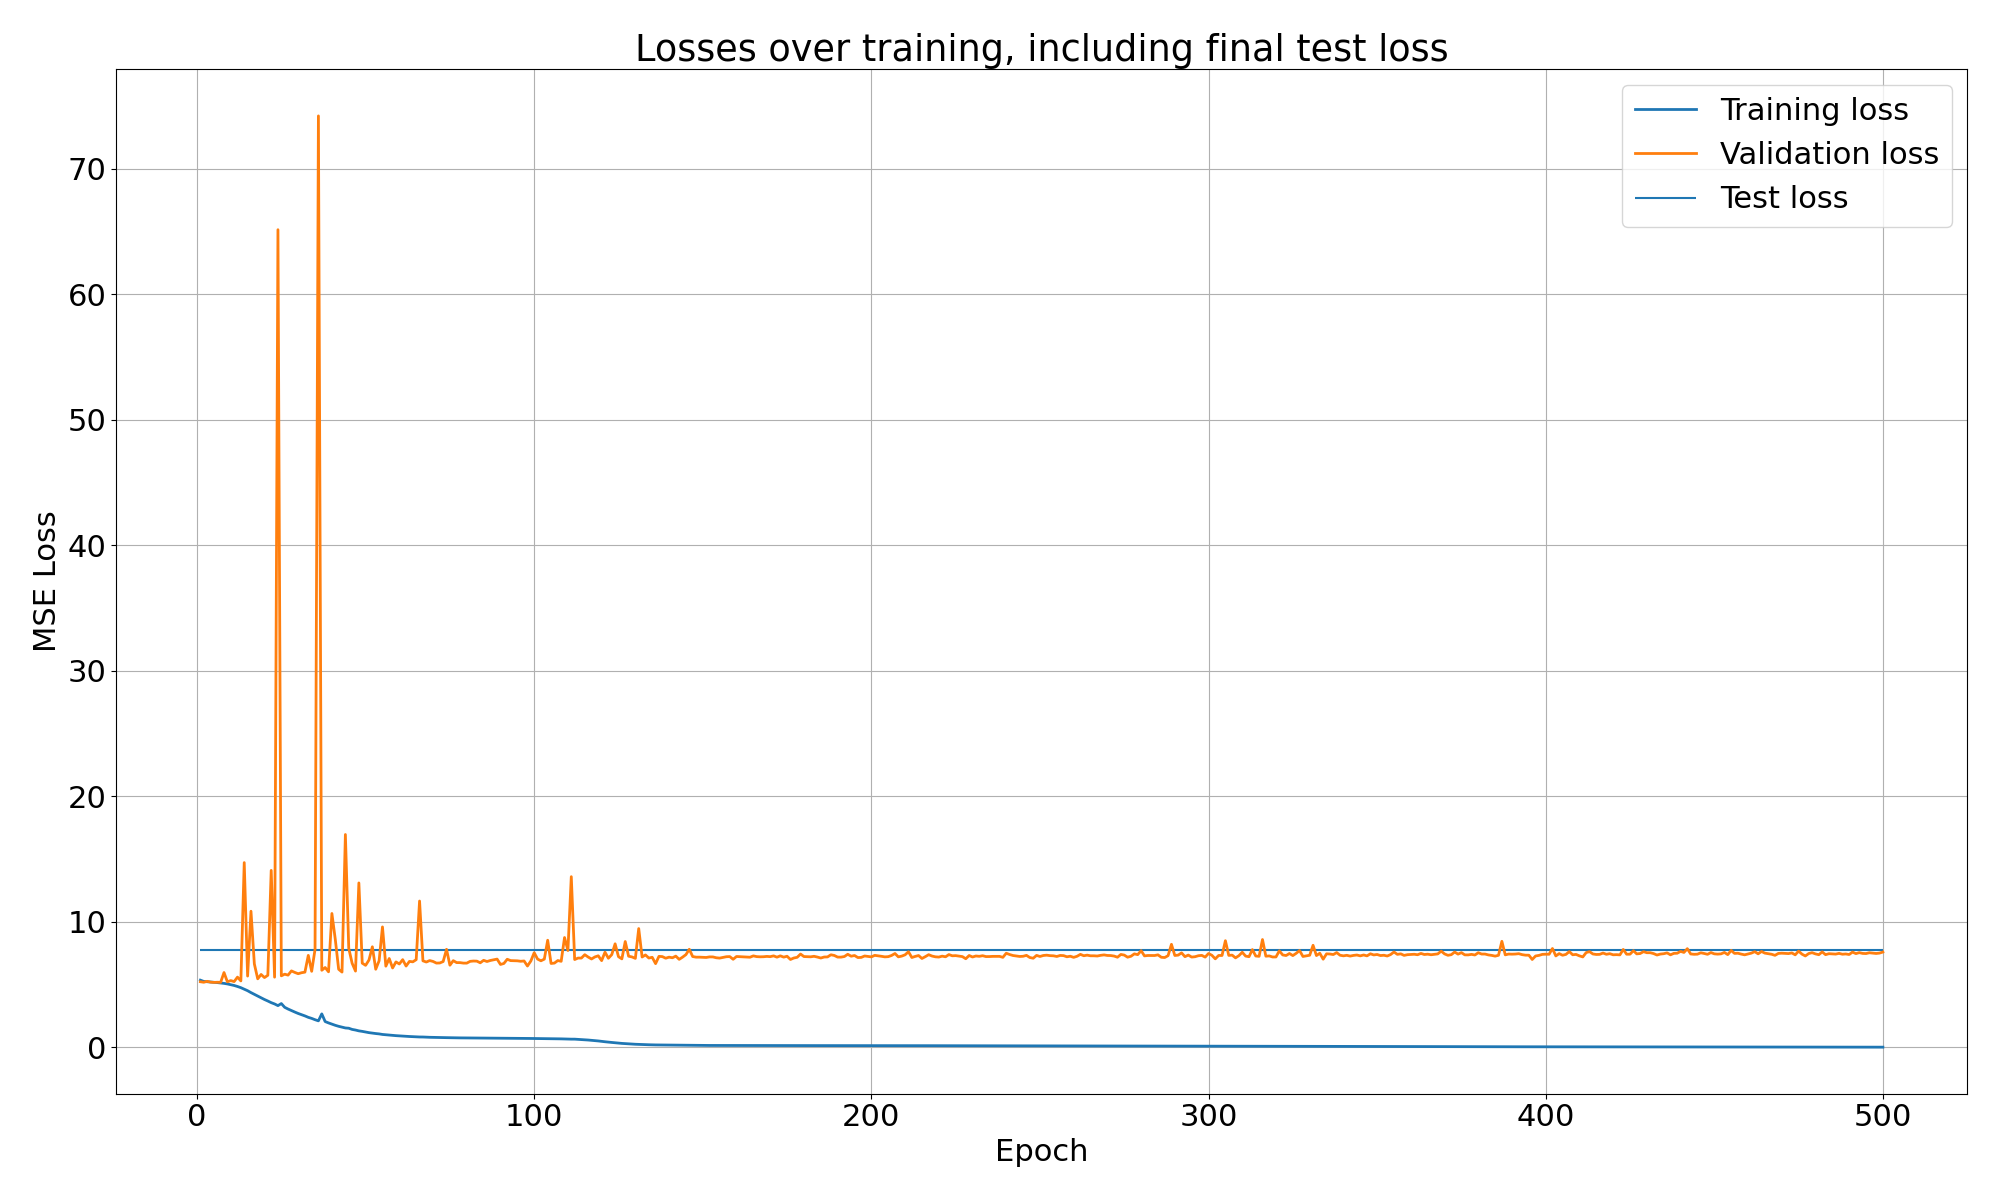 Losses over training, including final test loss
Training loss
Validation loss
Test loss
MSE Loss
70
60
50
40
30
20
10
0
0 100 200 300 400 500
Epoch